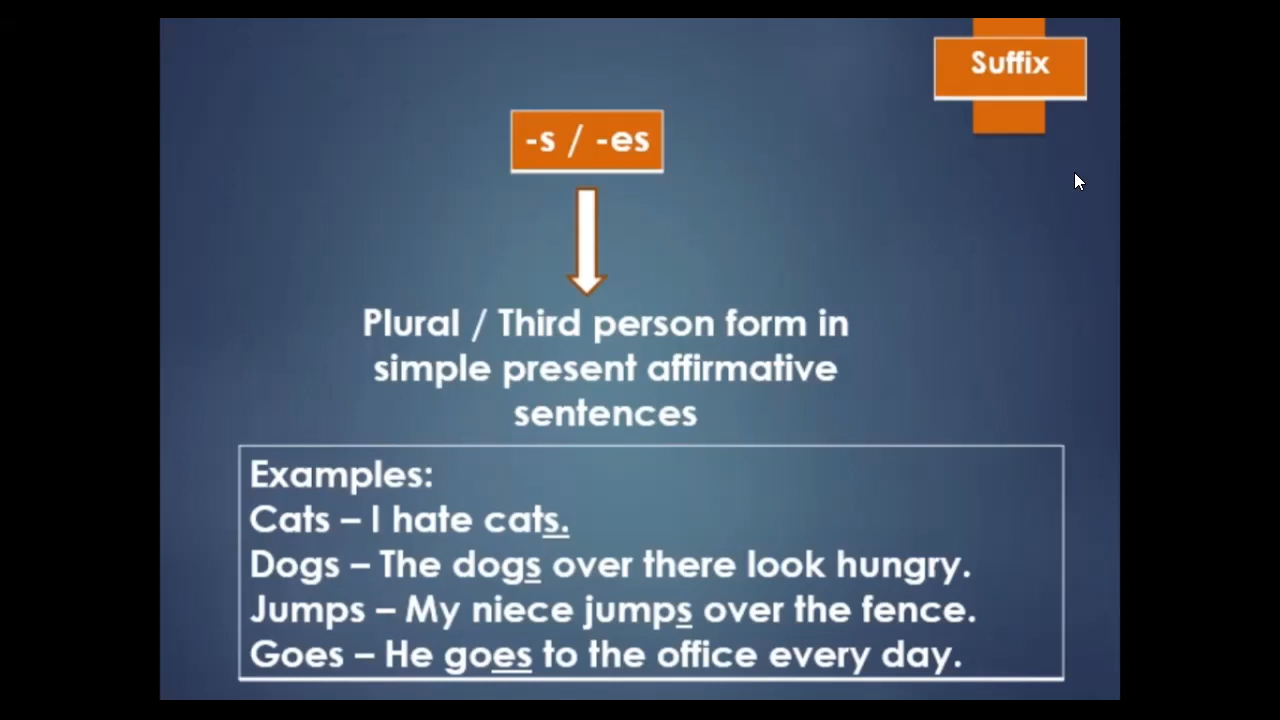 Suffix
-s / -es
Plural / Third person form in
simple present affirmative
sentences
Examples:
Cats – I hate cats.
Dogs – The dogs over there look hungry.
Jumps – My niece jumps over the fence.
Goes – He goes to the office every day.